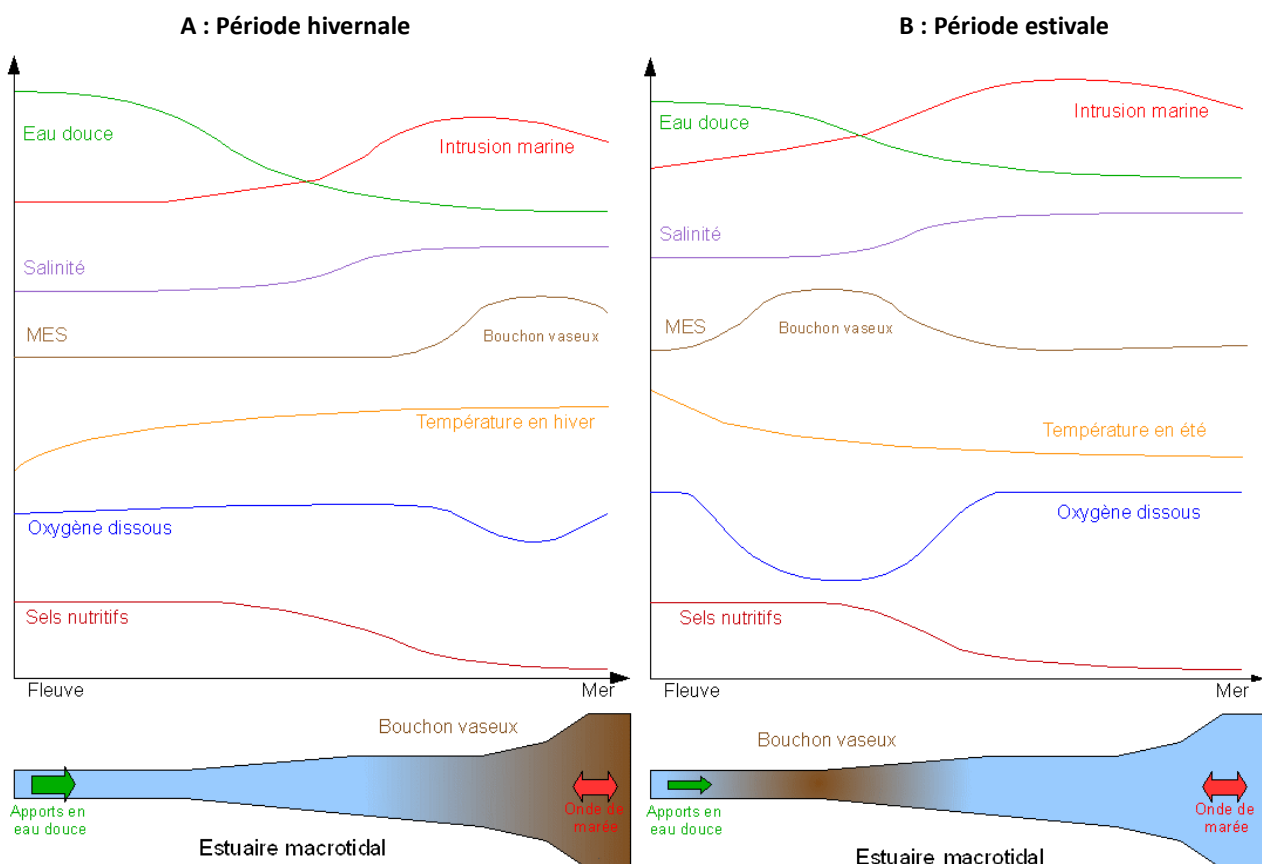 A : Période hivernale
Eau douce
Intrusion marine
Salinité
MES
Bouchon vaseux
Température en hiver
Oxygène dissous
Sels nutritifs
Fleuve
Mer
Bouchon vaseux
Apports en
eau douce
Onde de
marée
Estuaire macrotidal
B : Période estivale
Intrusion marine
Eau douce
Salinité
MES
Bouchon vaseux
Température en été
Oxygène dissous
Sels nutritifs
Fleuve
Mer
Bouchon vaseux
Apports en
eau douce
Onde de
marée
Estuaire macrotidal